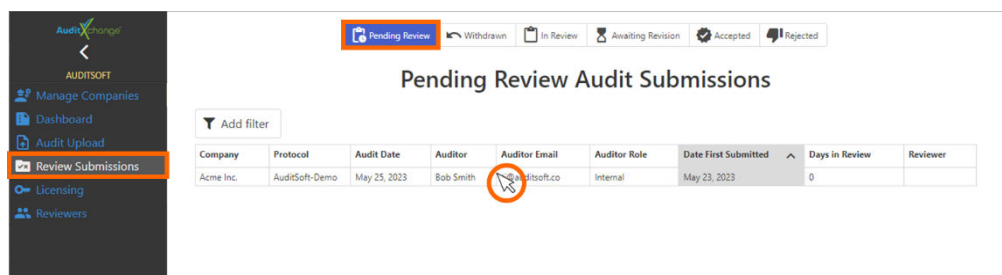 AuditXchange
AUDITSOFT
Manage Companies
Dashboard
Audit Upload
Review Submissions
Licensing
Reviewers
Pending Review Withdrawn In Review Awaiting Revision Accepted Rejected
Pending Review Audit Submissions
Add filter
Company Protocol Audit Date Auditor Auditor Email Auditor Role Date First Submitted Days in Review Reviewer
Acme Inc. AuditSoft-Demo May 25, 2023 Bob Smith @auditsoft.co Internal May 23, 2023 0